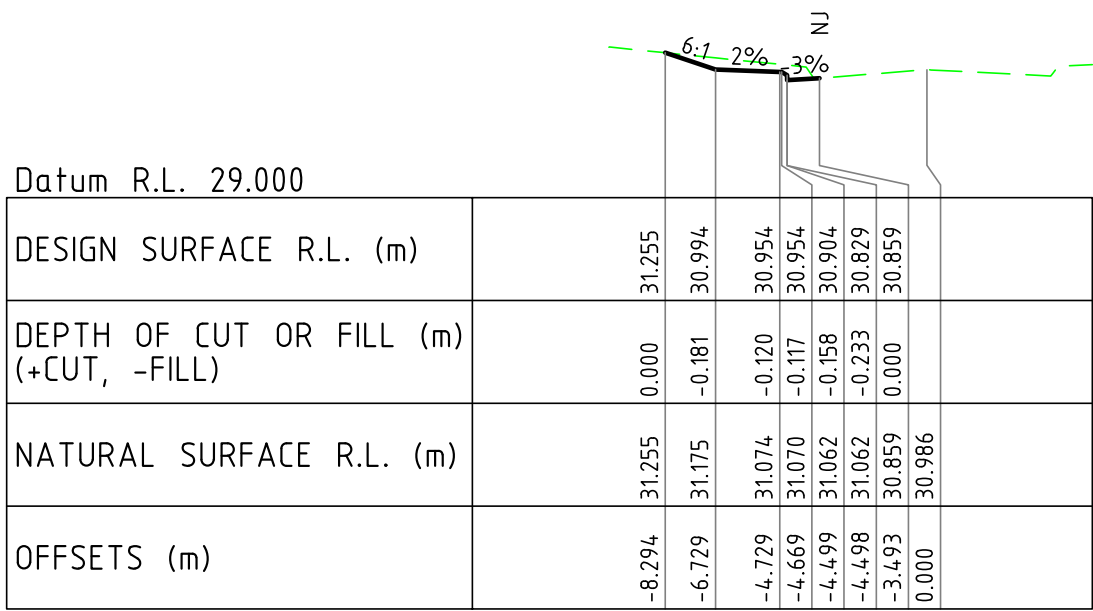 NJ
6:1 2% -3%
Datum R.L. 29.000
DESIGN SURFACE R.L. (m) 31.255 30.994 30.954 30.954 30.904 30.829 30.859
DEPTH OF CUT OR FILL (m)
(+CUT, -FILL) 0.000 -0.181 -0.120 -0.117 -0.158 -0.233 0.000
NATURAL SURFACE R.L. (m) 31.255 31.175 31.074 31.070 31.062 31.062 30.859 30.986
OFFSETS (m) -8.294 -6.729 -4.729 -4.669 -4.499 -4.498 -3.493 0.000